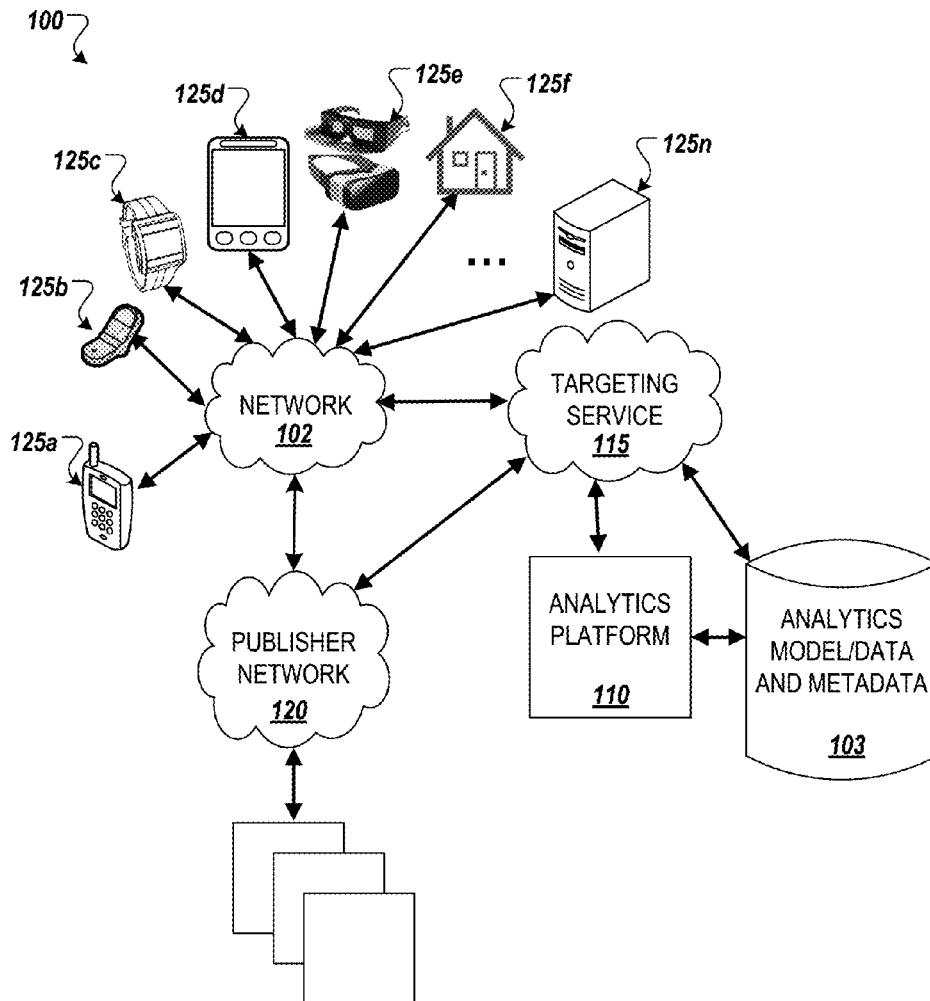 100
125e
125d
125f
125c
125n
...
125b
TARGETING
SERVICE
115
NETWORK
102
125a
ANALYTICS
PLATFORM
110
ANALYTICS
MODEL/DATA
AND METADATA
103
PUBLISHER
NETWORK
120